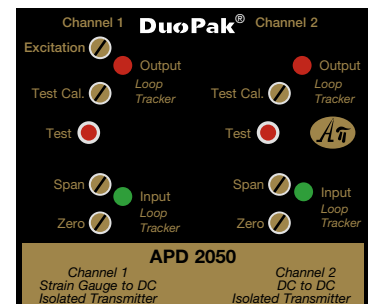 Channel 1 DuoPak® Channel 2
Excitation
Output Output
Test Cal. Loop Tracker Test Cal. Loop Tracker
Test Test
Span Input Span Input
Zero Loop Tracker Zero Loop Tracker
APD 2050
Channel 1 Channel 2
Strain Gauge to DC DC to DC
Isolated Transmitter Isolated Transmitter